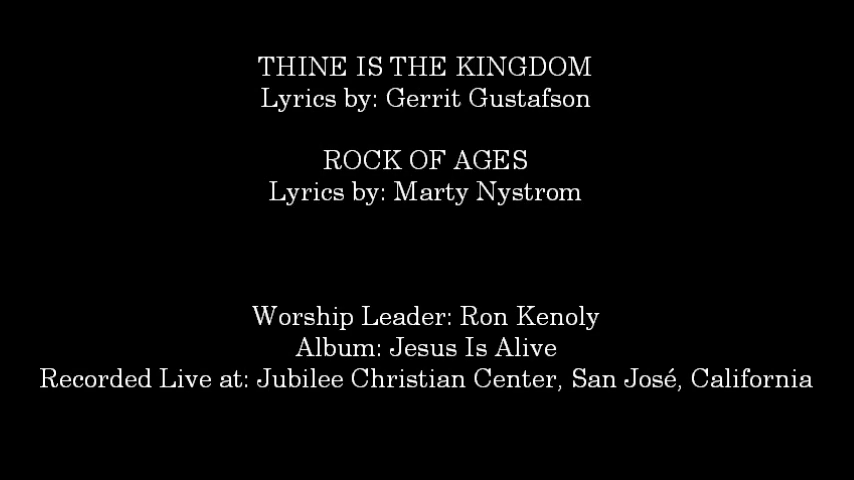 THINE IS THE KINGDOM
Lyrics by: Gerrit Gustafson
ROCK OF AGES
Lyrics by: Marty Nystrom
Worship Leader: Ron Kenoly
Album: Jesus Is Alive
Recorded Live at: Jubilee Christian Center, San José, California